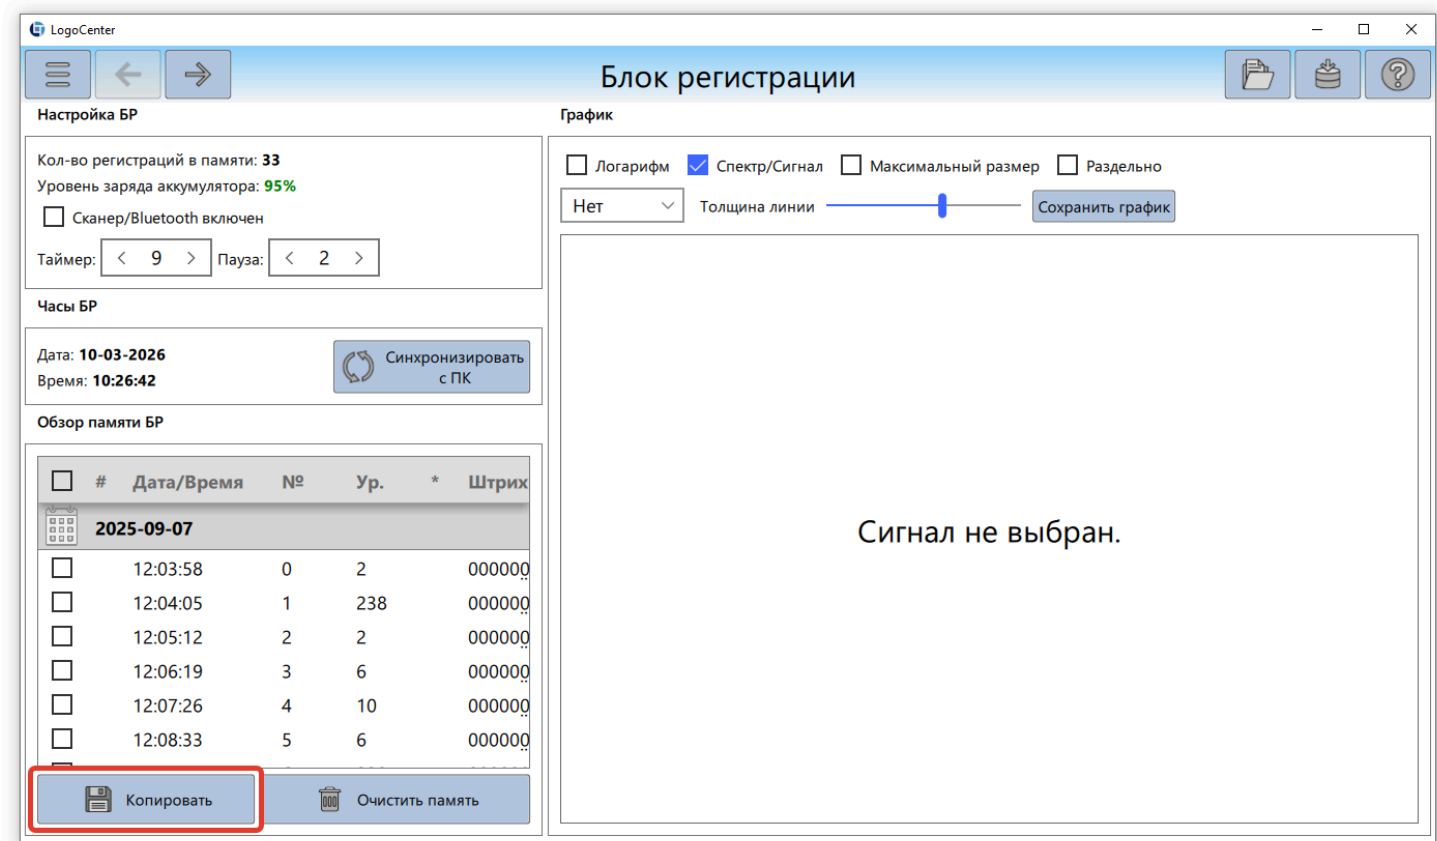 LogoCenter
Блок регистрации
Настройка БР
Кол-во регистраций в памяти: 33
Уровень заряда аккумулятора: 95%
Сканер/Bluetooth включен
Таймер: < 9 > Пауза: < 2 >
Часы БР
Дата: 10-03-2026
Время: 10:26:42
Синхронизировать
с ПК
Обзор памяти БР
# Дата/Время № Ур. * Штрих
2025-09-07
12:03:58 0 2 000000
12:04:05 1 238 000000
12:05:12 2 2 000000
12:06:19 3 6 000000
12:07:26 4 10 000000
12:08:33 5 6 000000
Копировать
Очистить память
График
Логарифм Спектр/Сигнал Максимальный размер Раздельно
Нет Толщина линии Сохранить график
Сигнал не выбран.